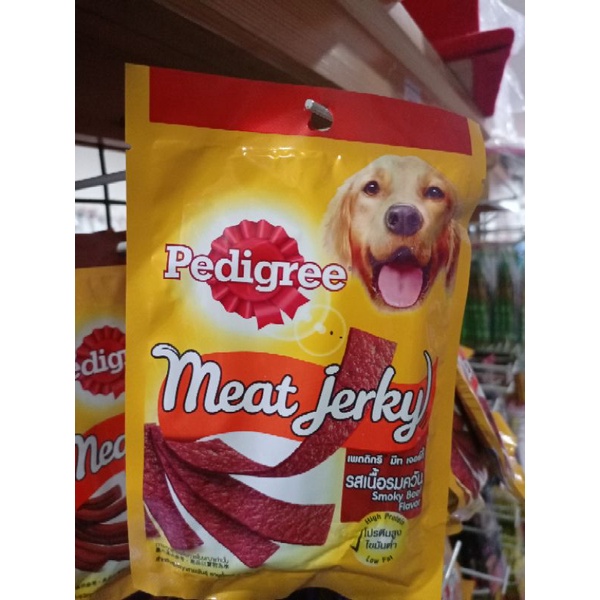 Pedigree
Meat Jerky
เพดดิกรี มีท เจอร์กี้
รสเนื้อรมควัน
Smoky Beef
Flavor
High Protein
โปรตีนสูง
ไขมันต่ำ
Low Fat
edigre
Mea